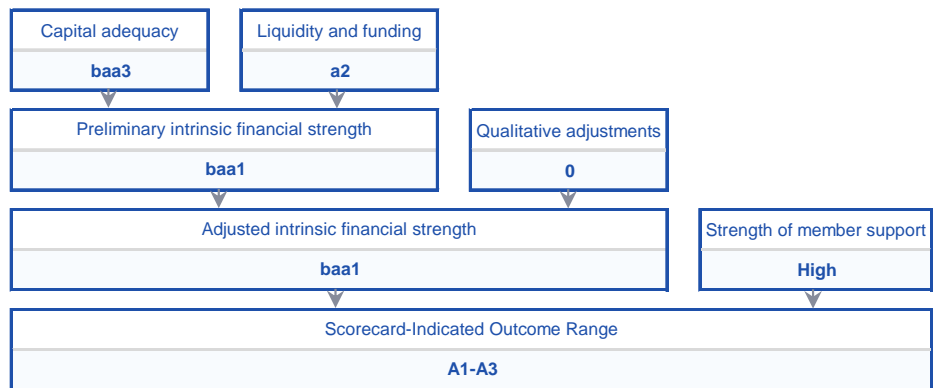 Capital adequacy
baa3
Liquidity and funding
a2
Preliminary intrinsic financial strength
baa1
Qualitative adjustments
0
Adjusted intrinsic financial strength
baa1
Strength of member support
High
Scorecard-Indicated Outcome Range
A1-A3